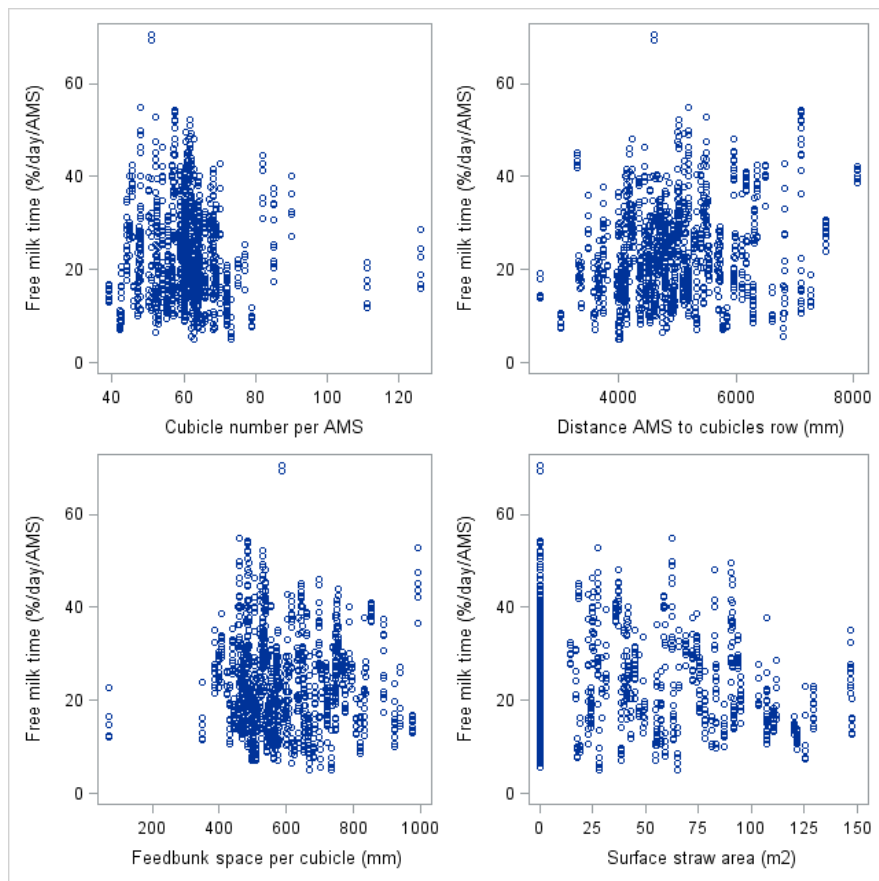 Free milk time (%/day/AMS)
60
40
20
0
40 60 80 100 120
Cubicle number per AMS
Free milk time (%/day/AMS)
60
40
20
0
4000 6000 8000
Distance AMS to cubicles row (mm)
Free milk time (%/day/AMS)
60
40
20
0
200 400 600 800 1000
Feedbunk space per cubicle (mm)
Free milk time (%/day/AMS)
60
40
20
0
0 25 50 75 100 125 150
Surface straw area (m2)